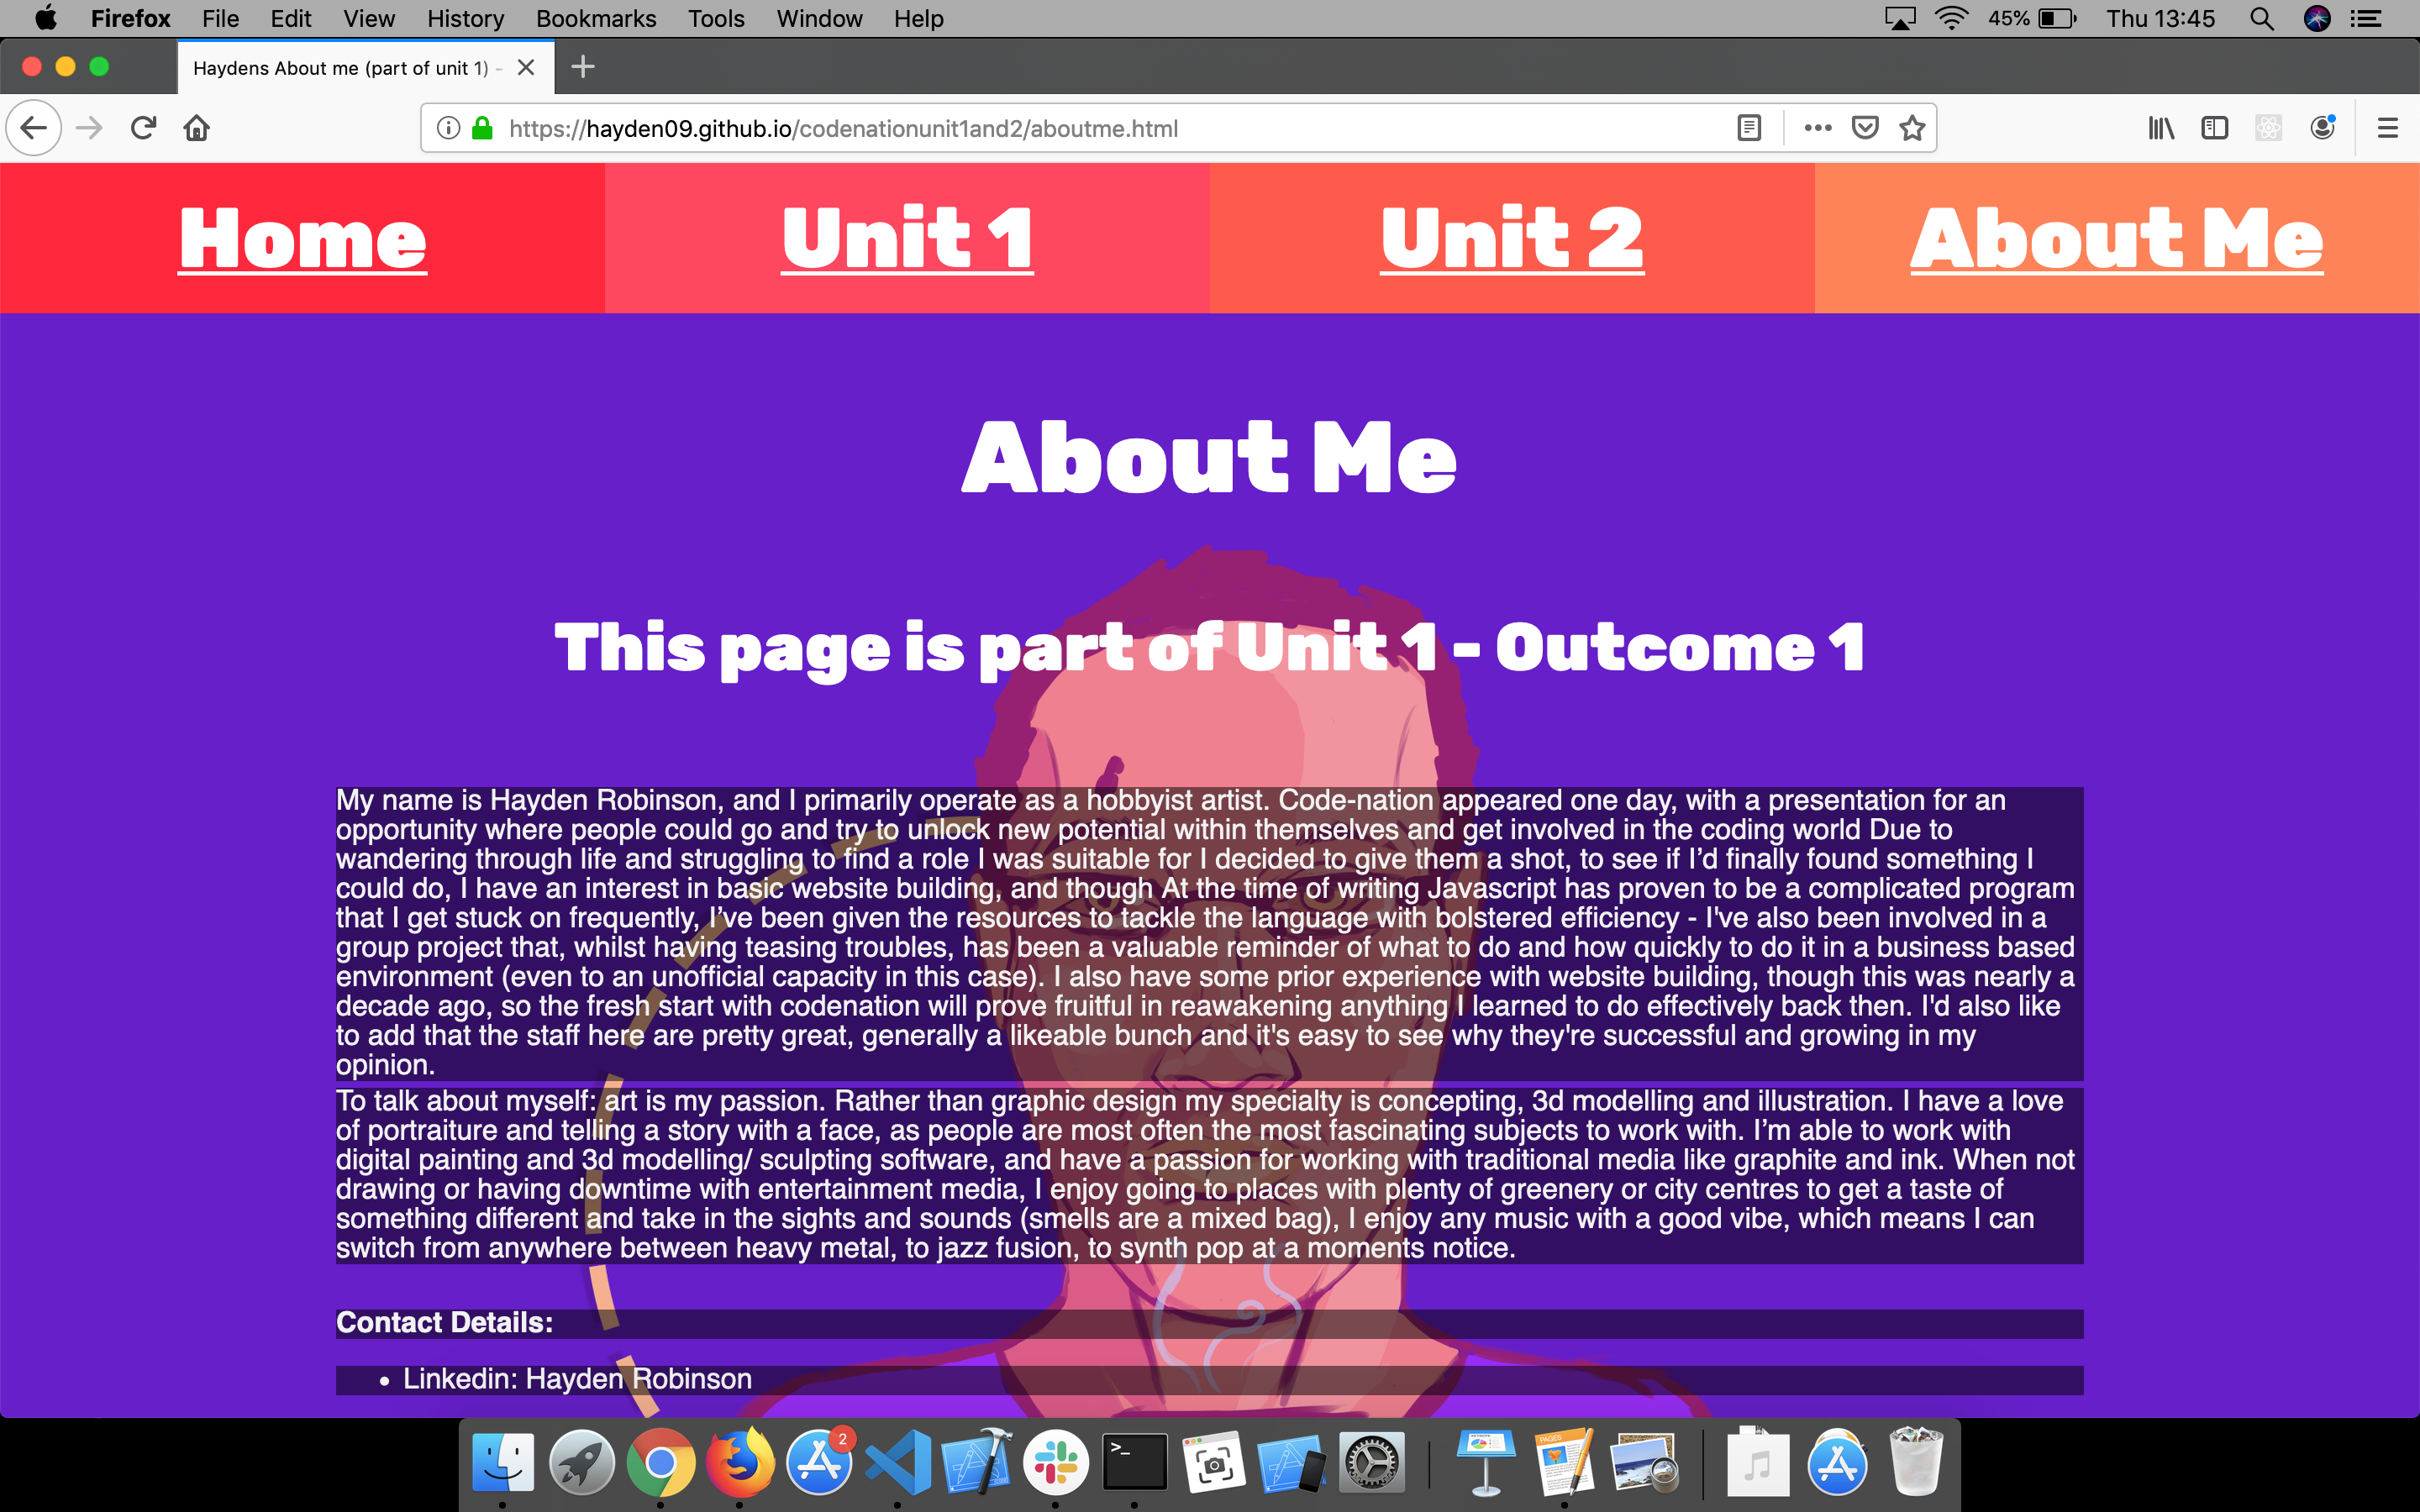 Firefox File Edit View History Bookmarks Tools Window Help 45% Thu 13:45
Haydens About me (part of unit 1) -
https://hayden09.github.io/codenationunit1and2/aboutme.html
Home Unit 1 Unit 2 About Me
About Me
This page is part of Unit 1 - Outcome 1
My name is Hayden Robinson, and I primarily operate as a hobbyist artist. Code-nation appeared one day, with a presentation for an
opportunity where people could go and try to unlock new potential within themselves and get involved in the coding world Due to
wandering through life and struggling to find a role I was suitable for I decided to give them a shot, to see if I’d finally found something I
could do, I have an interest in basic website building, and though At the time of writing Javascript has proven to be a complicated program
that I get stuck on frequently, I’ve been given the resources to tackle the language with bolstered efficiency - I've also been involved in a
group project that, whilst having teasing troubles, has been a valuable reminder of what to do and how quickly to do it in a business based
environment (even to an unofficial capacity in this case). I also have some prior experience with website building, though this was nearly a
decade ago, so the fresh start with codenation will prove fruitful in reawakening anything I learned to do effectively back then. I'd also like
to add that the staff here are pretty great, generally a likeable bunch and it's easy to see why they're successful and growing in my
opinion.
To talk about myself: art is my passion. Rather than graphic design my specialty is concepting, 3d modelling and illustration. I have a love
of portraiture and telling a story with a face, as people are most often the most fascinating subjects to work with. I’m able to work with
digital painting and 3d modelling/ sculpting software, and have a passion for working with traditional media like graphite and ink. When not
drawing or having downtime with entertainment media, I enjoy going to places with plenty of greenery or city centres to get a taste of
something different and take in the sights and sounds (smells are a mixed bag), I enjoy any music with a good vibe, which means I can
switch from anywhere between heavy metal, to jazz fusion, to synth pop at a moments notice.
Contact Details:
• Linkedin: Hayden Robinson
2
>_
PAGES